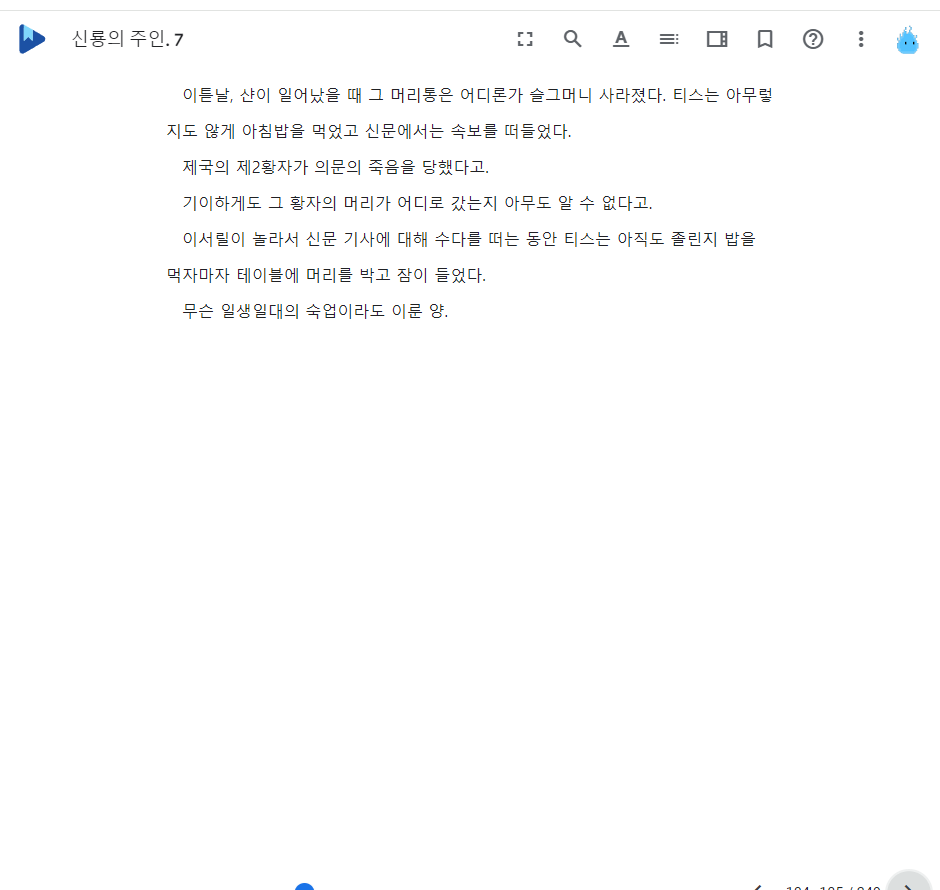 신룡의 주인. 7
이튿날, 샨이 일어났을 때 그 머리통은 어디론가 슬그머니 사라졌다. 티스는 아무렇
지도 않게 아침밥을 먹었고 신문에서는 속보를 떠들었다.
제국의 제2황자가 의문의 죽음을 당했다고.
기이하게도 그 황자의 머리가 어디로 갔는지 아무도 알 수 없다고.
이서릴이 놀라서 신문 기사에 대해 수다를 떠는 동안 티스는 아직도 졸린지 밥을
먹자마자 테이블에 머리를 박고 잠이 들었다.
무슨 일생일대의 숙업이라도 이룬 양.